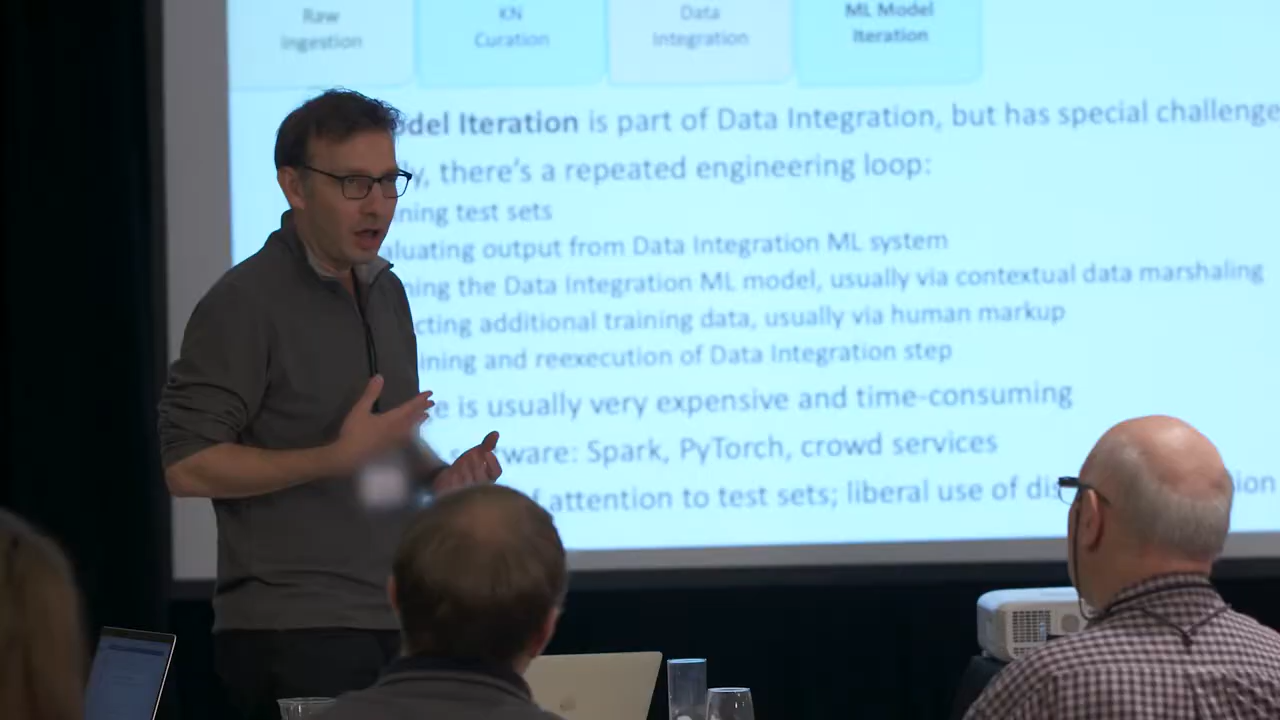 Raw
Ingestion
KN
Curation
Data
Integration
ML Model
Iteration
odel Iteration is part of Data Integration, but has special challenge
ly, there's a repeated engineering loop:
ning test sets
aluating output from Data Integration ML system
ning the Data Integration ML model, usually via contextual data marshaling
cting additional training data, usually via human markup
ining and reexecution of Data Integration step
e is usually very expensive and time-consuming
ware: Spark, PyTorch, crowd services
f attention to test sets; liberal use of dis ion